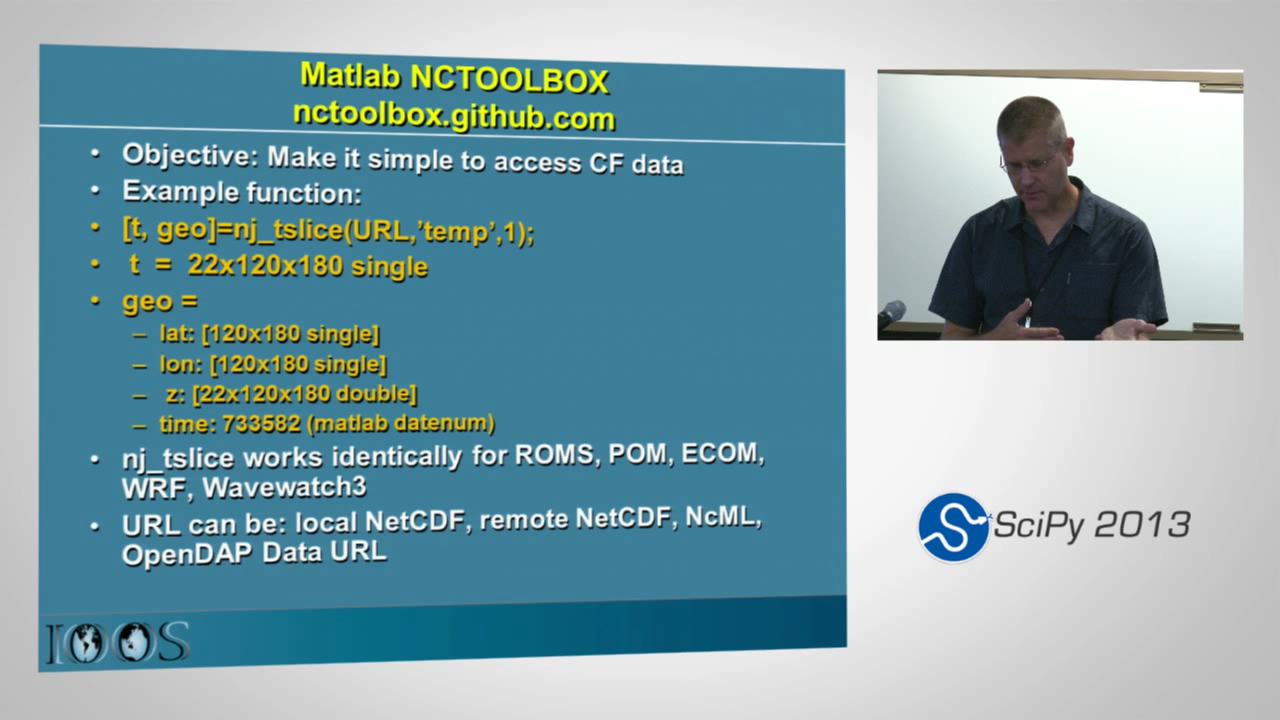 Matlab NCTOOLBOX
nctoolbox.github.com
• Objective: Make it simple to access CF data
• Example function:
• [t, geo]=nj_tslice(URL,’temp’,1);
• t = 22x120x180 single
• geo =
– lat: [120x180 single]
– lon: [120x180 single]
– z: [22x120x180 double]
– time: 733582 (matlab datenum)
• nj_tslice works identically for ROMS, POM, ECOM,
WRF, Wavewatch3
• URL can be: local NetCDF, remote NetCDF, NcML,
OpenDAP Data URL
IOOS
SciPy 2013